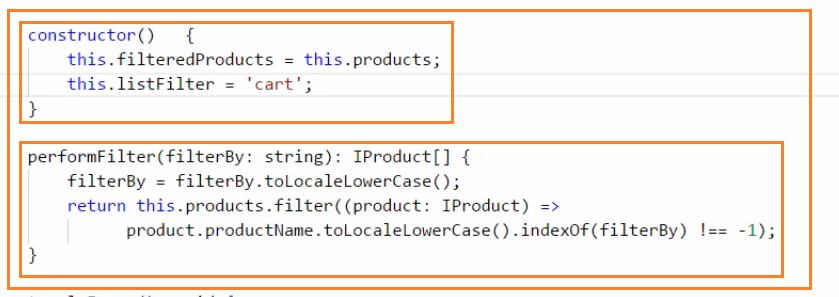 constructor() {
this.filteredProducts = this.products;
this.listFilter = 'cart';
}
performFilter(filterBy: string): IProduct[] {
filterBy = filterBy.toLocaleLowerCase();
return this.products.filter((product: IProduct) =>
product.productName.toLocaleLowerCase().indexOf(filterBy) !== -1);
}